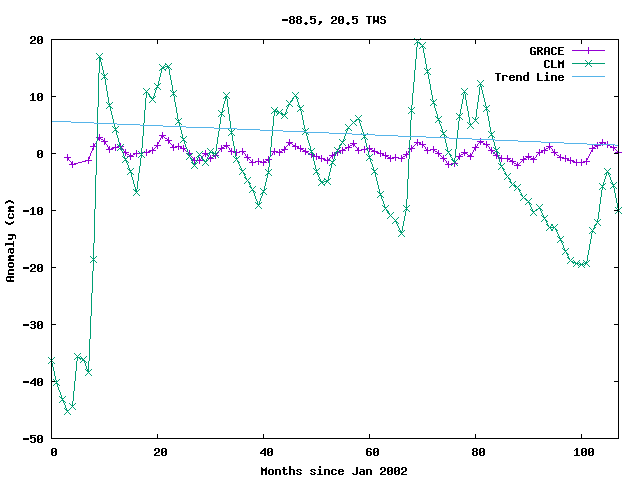 -88.5, 20.5 TWS
GRACE
CLM
Trend Line
20
10
0
-10
-20
-30
-40
-50
Anomaly (cm)
0 20 40 60 80 100
Months since Jan 2002